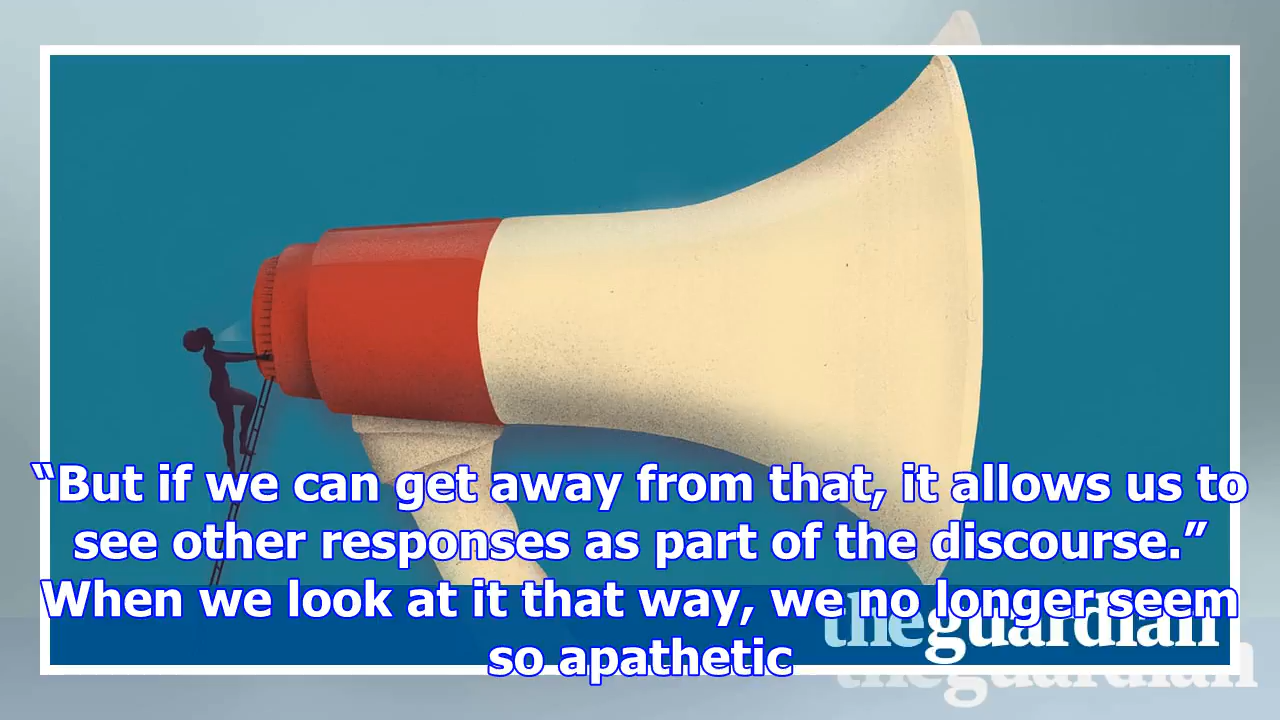 “But if we can get away from that, it allows us to
see other responses as part of the discourse.”
When we look at it that way, we no longer seem
so apathetic
theguardian
theguardian